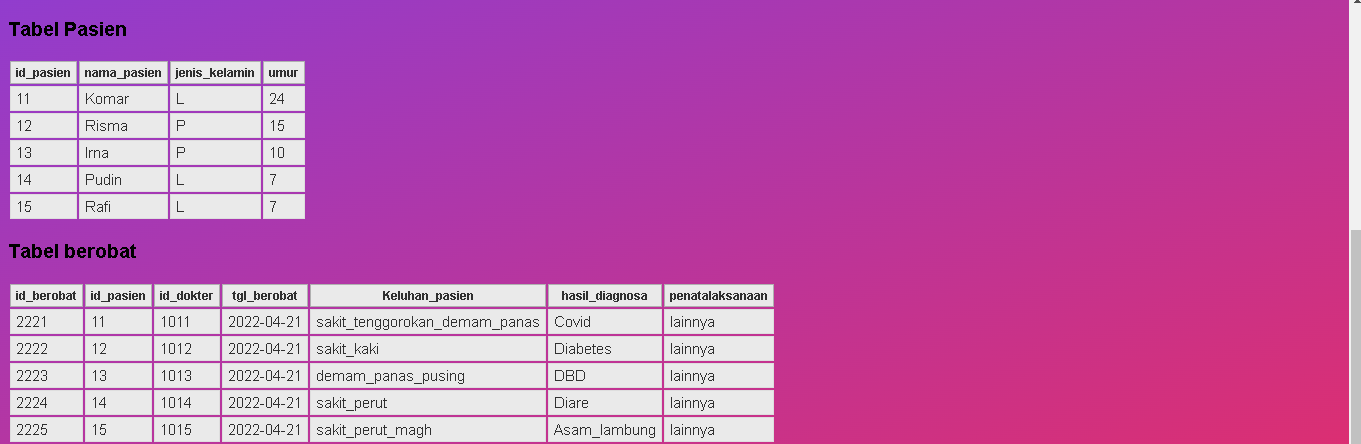 Tabel Pasien
id_pasien nama_pasien jenis_kelamin umur
11 Komar L 24
12 Risma P 15
13 Irna P 10
14 Pudin L 7
15 Rafi L 7
Tabel berobat
id_berobat id_pasien id_dokter tgl_berobat Keluhan_pasien hasil_diagnosa penatalaksanaan
2221 11 1011 2022-04-21 sakit_tenggorokan_demam_panas Covid lainnya
2222 12 1012 2022-04-21 sakit_kaki Diabetes lainnya
2223 13 1013 2022-04-21 demam_panas_pusing DBD lainnya
2224 14 1014 2022-04-21 sakit_perut Diare lainnya
2225 15 1015 2022-04-21 sakit_perut_magh Asam_lambung lainnya